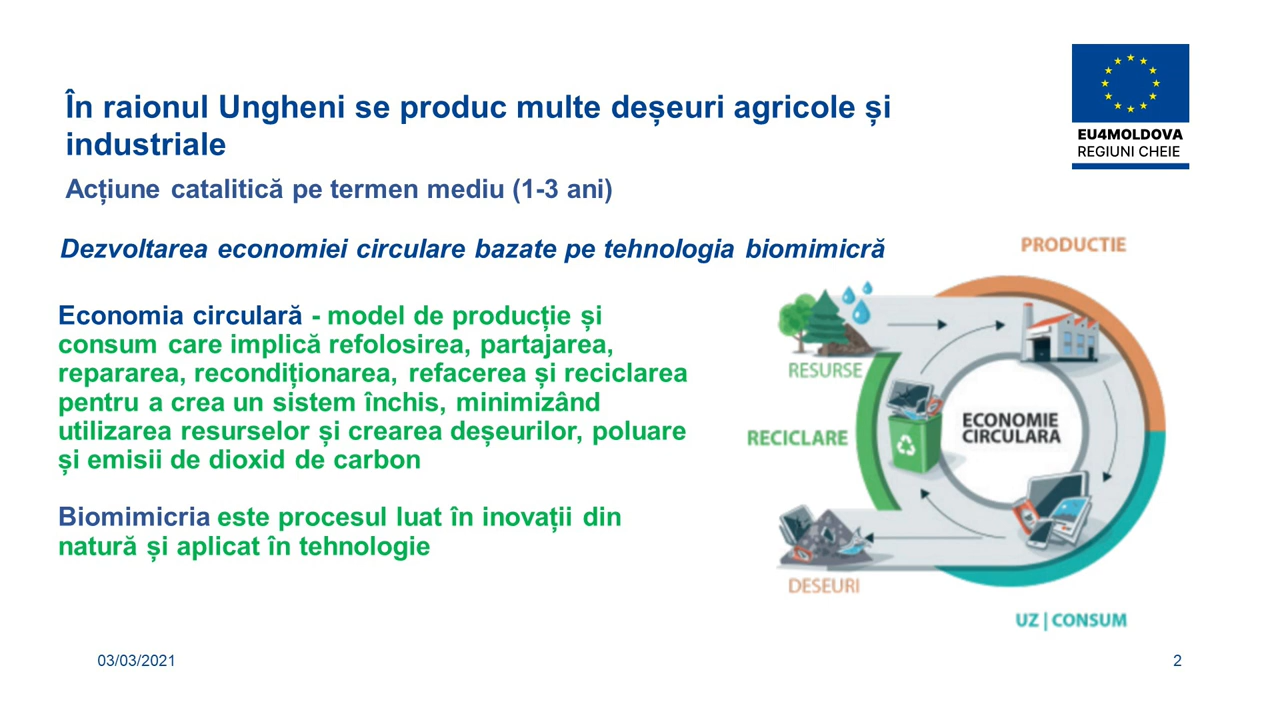 În raionul Ungheni se produc multe deșeuri agricole și
industriale
Acțiune catalitică pe termen mediu (1-3 ani)
EU4MOLDOVA
REGIUNI CHEIE
Dezvoltarea economiei circulare bazate pe tehnologia biomimicră
Economia circulară - model de producție și
consum care implică refolosirea, partajarea,
repararea, recondiționarea, refacerea și reciclarea
pentru a crea un sistem închis, minimizând
utilizarea resurselor și crearea deșeurilor, poluare
și emisii de dioxid de carbon
Biomimicria este procesul luat în inovații din
natură și aplicat în tehnologie
PRODUCTIE
RESURSE
RECICLARE
ECONOMIE
CIRCULARA
DESEURI
UZ | CONSUM
03/03/2021
2